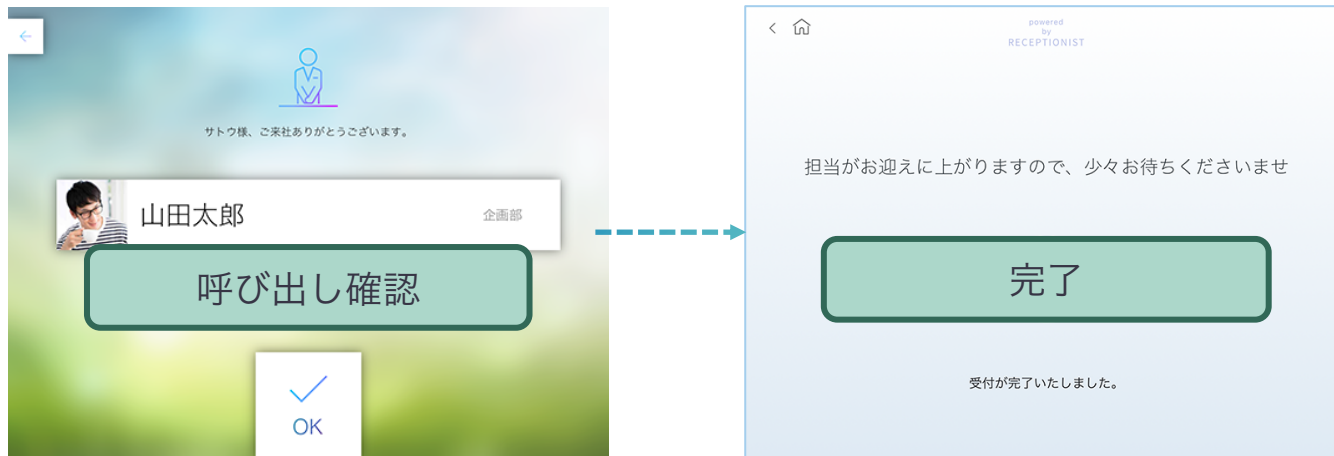 サトウ様、ご来社ありがとうございます。
山田太郎
企画部
呼び出し確認
OK
powered
by
RECEPTIONIST
担当がお迎えに上がりますので、少々お待ちくださいませ
完了
受付が完了いたしました。